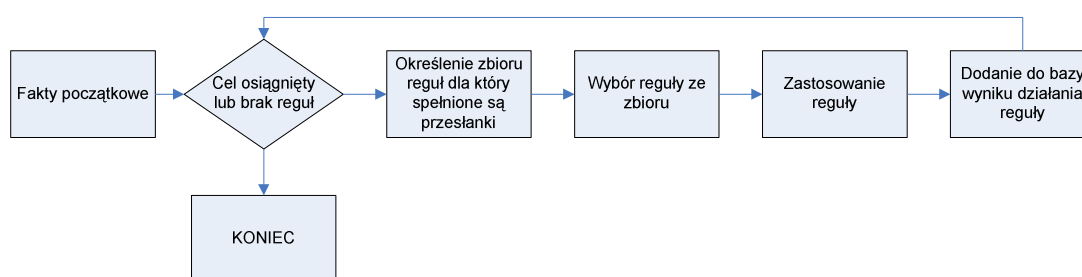 Fakty początkowe
Cel osiągnięty
lub brak reguł
Określenie zbioru
reguł dla który
spełnione są
przesłanki
Wybór reguły ze
zbioru
Zastosowanie
reguły
Dodanie do bazy
wyniku działania
reguły
KONIEC